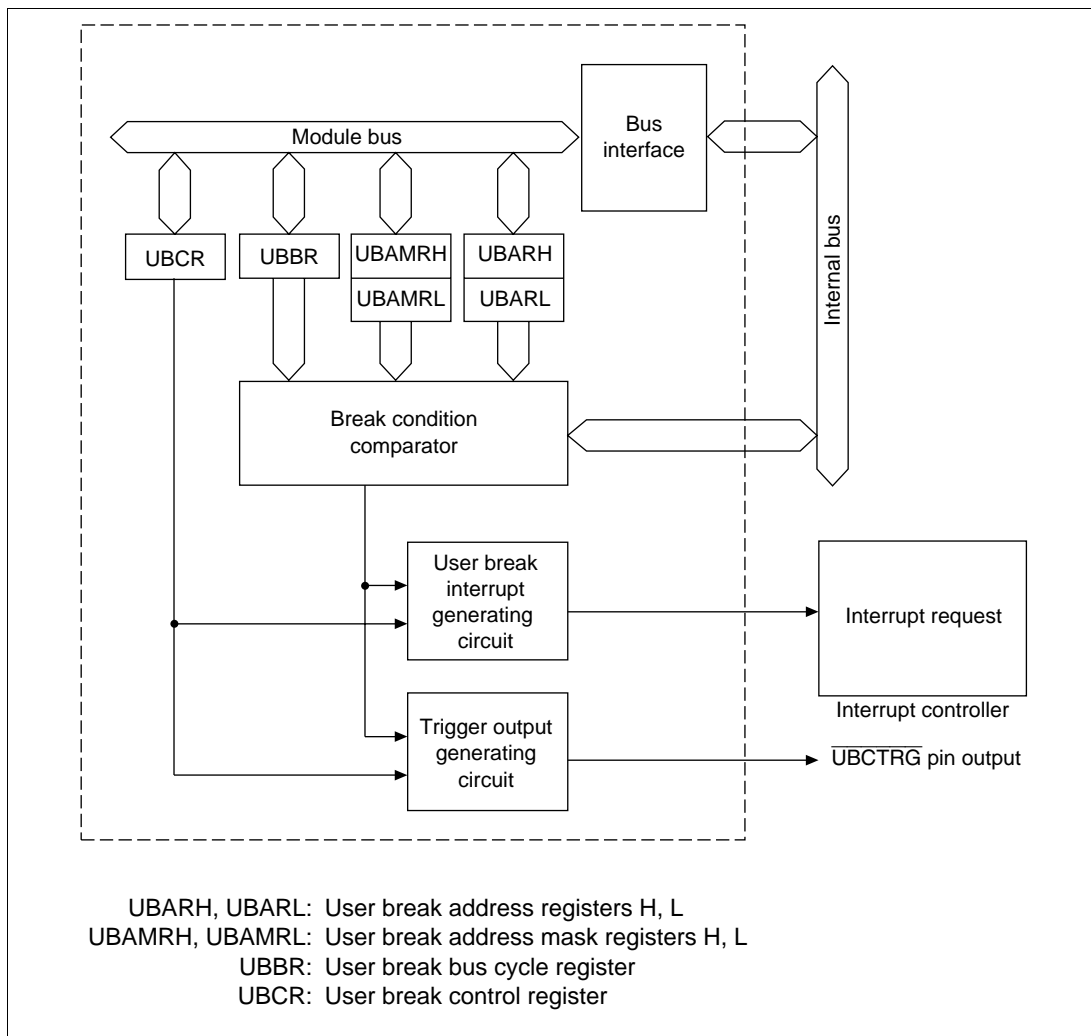 Bus
interface
Module bus
Internal bus
UBCR
UBBR
UBAMRH
UBARH
UBAMRL
UBARL
Break condition
comparator
User break
interrupt
generating
circuit
Interrupt request
Interrupt controller
Trigger output
generating
circuit
UBCTRG pin output
UBARH, UBARL: User break address registers H, L
UBAMRH, UBAMRL: User break address mask registers H, L
UBBR: User break bus cycle register
UBCR: User break control register